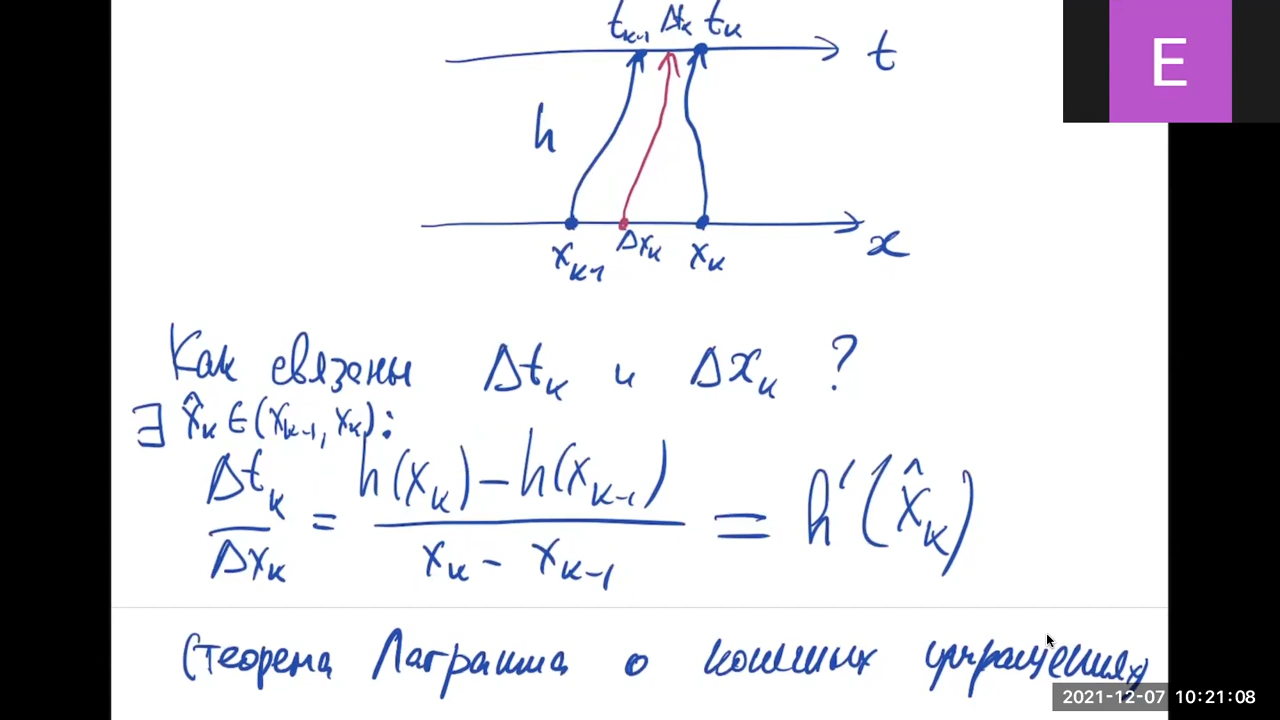 t_{k-1} Δt_k t_k
t
E
h
x_{k-1} Δx_k x_k
x
Как связены Δt_k и Δx_k ?
∃ x̂_k ∈ (x_{k-1}, x_k):
Δt_k / Δx_k = (h(x_k) – h(x_{k-1})) / (x_k – x_{k-1}) = h'(x̂_k)
(теорема Лагранжа о конечных приращениях)
2021-12-07 10:21:08